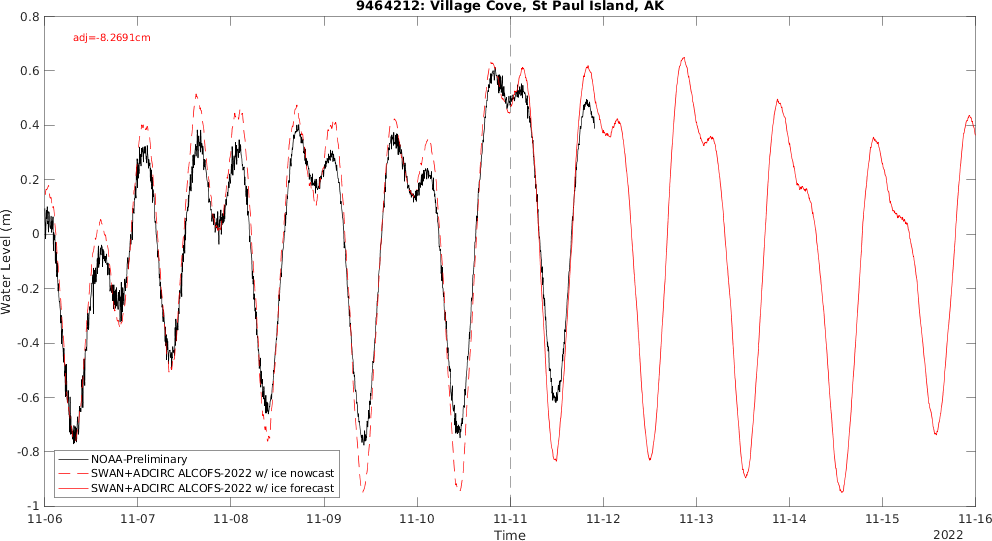 9464212: Village Cove, St Paul Island, AK
adj=-8.2691cm
Water Level (m)
0.8
0.6
0.4
0.2
0
-0.2
-0.4
-0.6
-0.8
-1
NOAA-Preliminary
SWAN+ADCIRC ALCOFS-2022 w/ ice nowcast
SWAN+ADCIRC ALCOFS-2022 w/ ice forecast
11-06 11-07 11-08 11-09 11-10 11-11 11-12 11-13 11-14 11-15 11-16
Time
2022